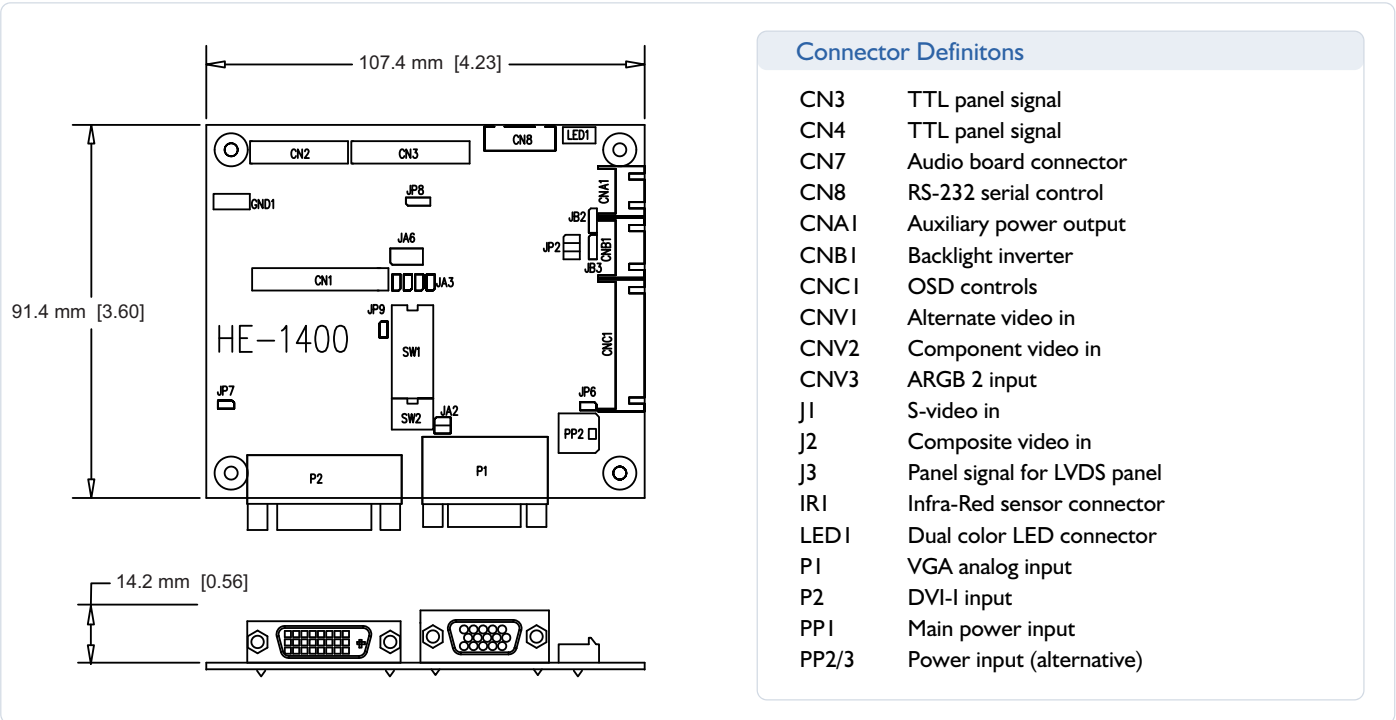 107.4 mm [4.23]
CN8
LED1
CN2
CN3
CNA1
JP8
GND1
JB2
JA6
JP2
CNB1
JB3
CN1
JA3
91.4 mm [3.60]
JP9
HE-1400
SW1
CNC1
JP7
JP6
SW2
JA2
PP2
P2
P1
14.2 mm [0.56]
Connector Definitons
CN3 TTL panel signal
CN4 TTL panel signal
CN7 Audio board connector
CN8 RS-232 serial control
CNA1 Auxiliary power output
CNB1 Backlight inverter
CNC1 OSD controls
CNV1 Alternate video in
CNV2 Component video in
CNV3 ARGB 2 input
J1 S-video in
J2 Composite video in
J3 Panel signal for LVDS panel
IR1 Infra-Red sensor connector
LED1 Dual color LED connector
P1 VGA analog input
P2 DVI-I input
PP1 Main power input
PP2/3 Power input (alternative)